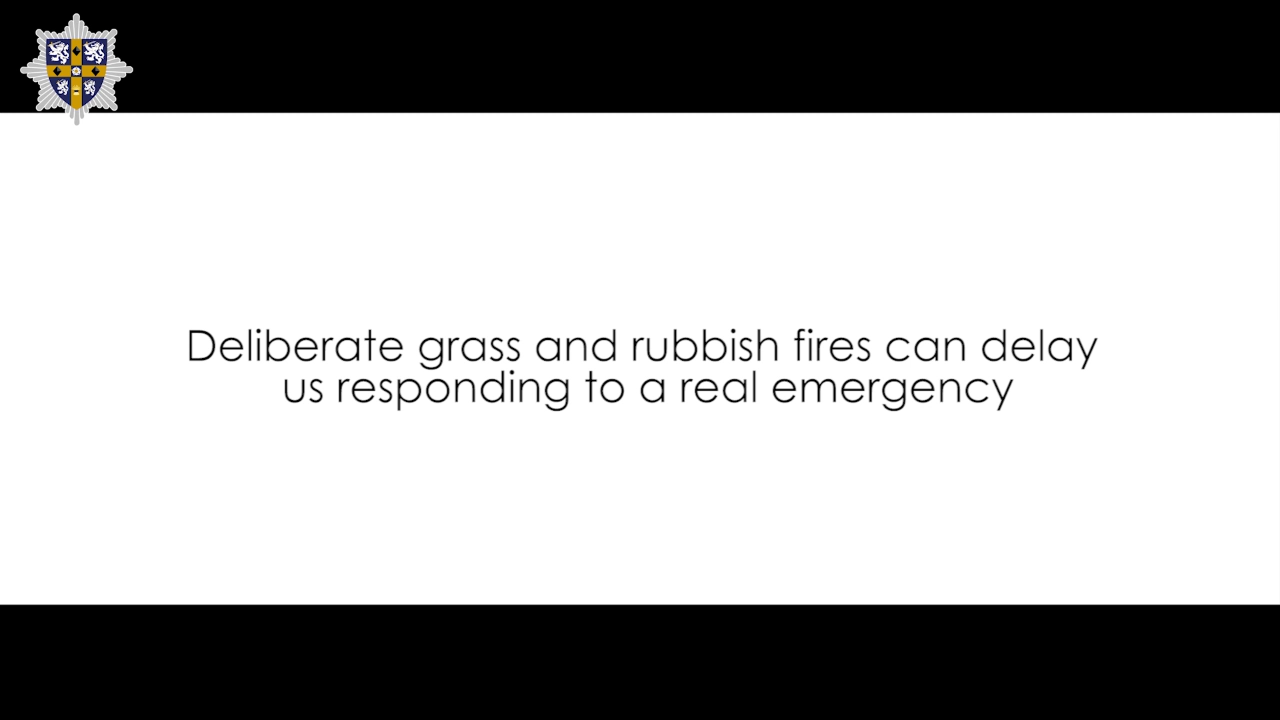 Deliberate grass and rubbish fires can delay
us responding to a real emergency